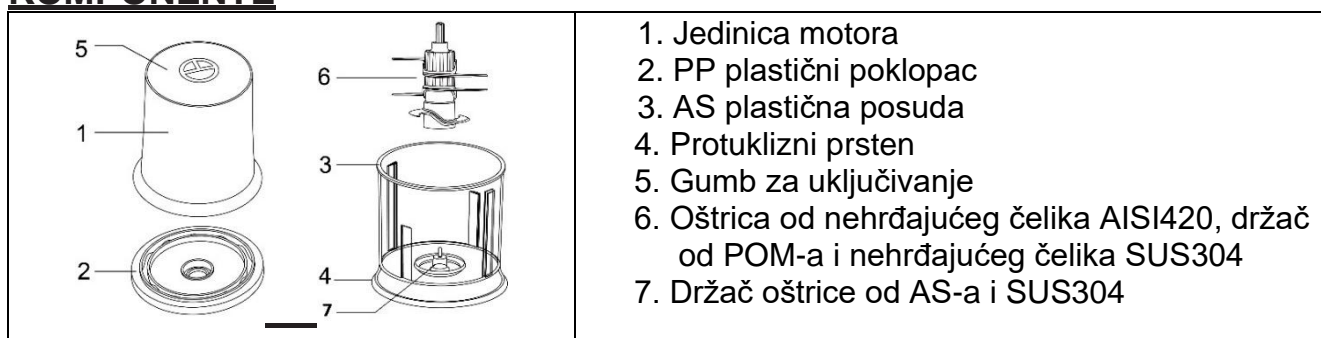 KOMPONENTE
5
6
1
3
2
4
7
1. Jedinica motora
2. PP plastični poklopac
3. AS plastična posuda
4. Protuklizni prsten
5. Gumb za uključivanje
6. Oštrica od nehrđajućeg čelika AISI420, držač
od POM-a i nehrđajućeg čelika SUS304
7. Držač oštrice od AS-a i SUS304